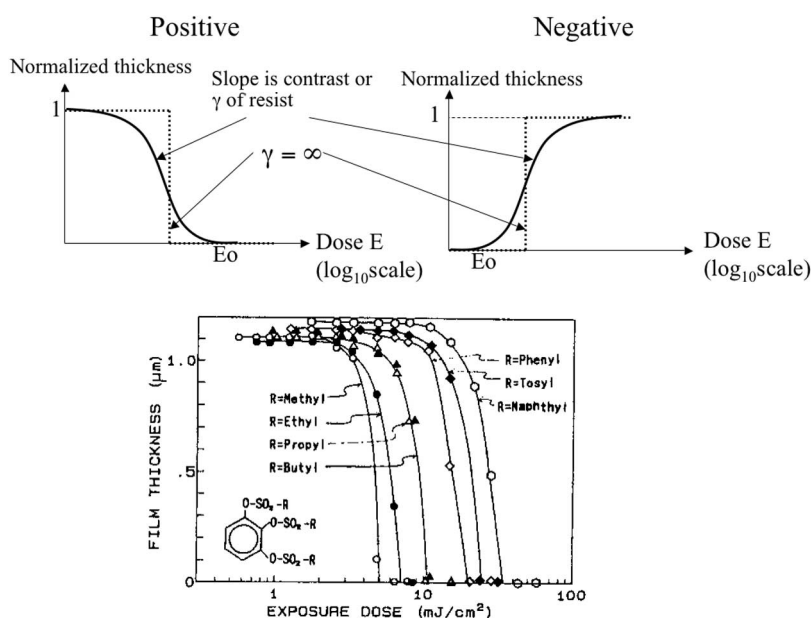 Positive
Negative
Normalized thickness
Slope is contrast or
γ of resist
Normalized thickness
1
1
γ = ∞
Eo
Dose E
(log10scale)
Eo
Dose E
(log10scale)
FILM THICKNESS (μm)
1.0
.5
0
R=Methyl
R=Ethyl
R=Propyl
R=Butyl
R=Phenyl
R=Tosyl
R=Naphthyl
O-SO2-R
O-SO2-R
O-SO2-R
1
10
100
EXPOSURE DOSE (mJ/cm²)